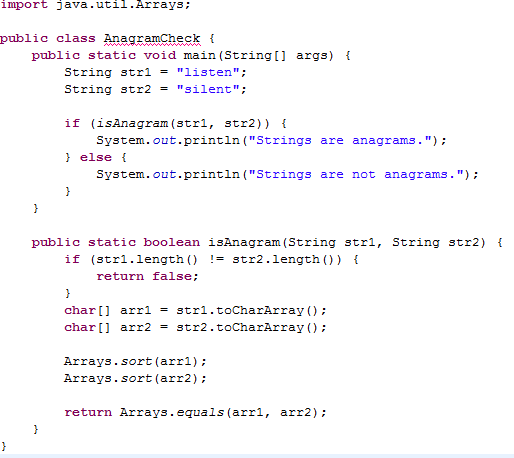 import java.util.Arrays;
public class AnagramCheck {
    public static void main(String[] args) {
        String str1 = "listen";
        String str2 = "silent";
        if (isAnagram(str1, str2)) {
            System.out.println("Strings are anagrams.");
        } else {
            System.out.println("Strings are not anagrams.");
        }
    }
    public static boolean isAnagram(String str1, String str2) {
        if (str1.length() != str2.length()) {
            return false;
        }
        char[] arr1 = str1.toCharArray();
        char[] arr2 = str2.toCharArray();
        Arrays.sort(arr1);
        Arrays.sort(arr2);
        return Arrays.equals(arr1, arr2);
    }
}